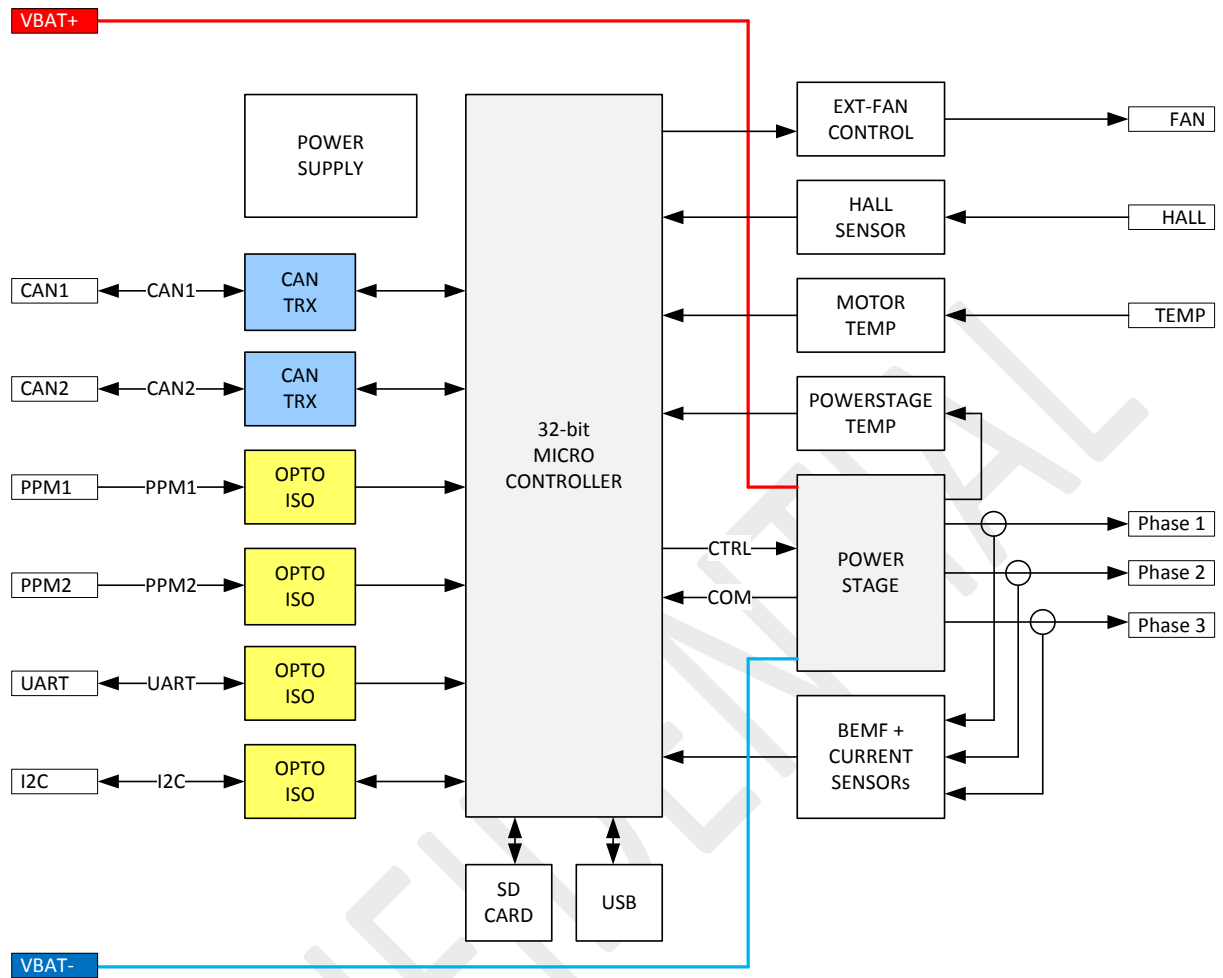 VBAT+
POWER
SUPPLY
EXT-FAN
CONTROL
FAN
HALL
SENSOR
HALL
CAN1
CAN1
CAN
TRX
MOTOR
TEMP
TEMP
CAN2
CAN2
CAN
TRX
POWERSTAGE
TEMP
32-bit
MICRO
CONTROLLER
PPM1
PPM1
OPTO
ISO
Phase 1
CTRL
POWER
STAGE
Phase 2
PPM2
PPM2
OPTO
ISO
COM
Phase 3
UART
UART
OPTO
ISO
BEMF +
CURRENT
SENSORs
I2C
I2C
OPTO
ISO
SD
CARD
USB
VBAT-